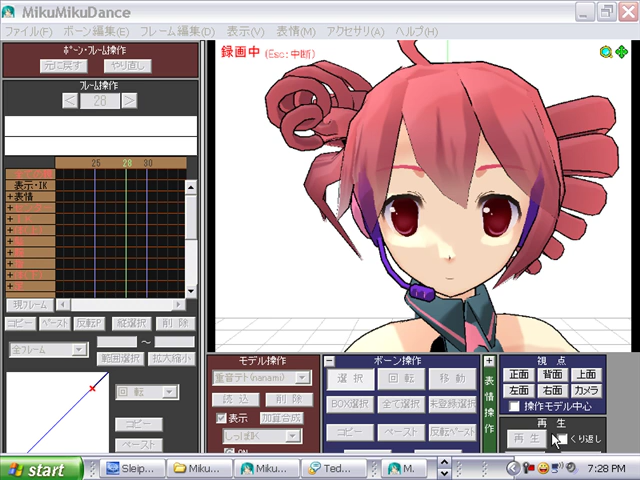 MikuMikuDance
ファイル(F) ボーン編集(E) フレーム編集(D) 表示(V) 表情(M) アクセサリ(A) ヘルプ(H)
ボーン・フレーム操作
元に戻す やり直し
録画中 (Esc:中断)
フレーム操作
< 28 >
25 28 30
表示・IK
+表情
現フレーム
コピー ペースト 反転P 縦選択 削 除
全フレーム ~
範囲選択 拡大縮小
回 転
コピー
ペースト
モデル操作
重音テト(nanami)
読 込 削 除
表示 加算合成
しっぽIK
ON
- ボーン操作
選 択 回 転 移 動
BOX選択 全て選択 未登録選択
コピー ペースト 反転ペースト
+
表情操作
視 点
正面 背面 上面
左面 右面 カメラ
操作モデル中心
再 生
再 生 くり返し
start Sleip... Miku... Miku... Ted... M. 7:28 PM